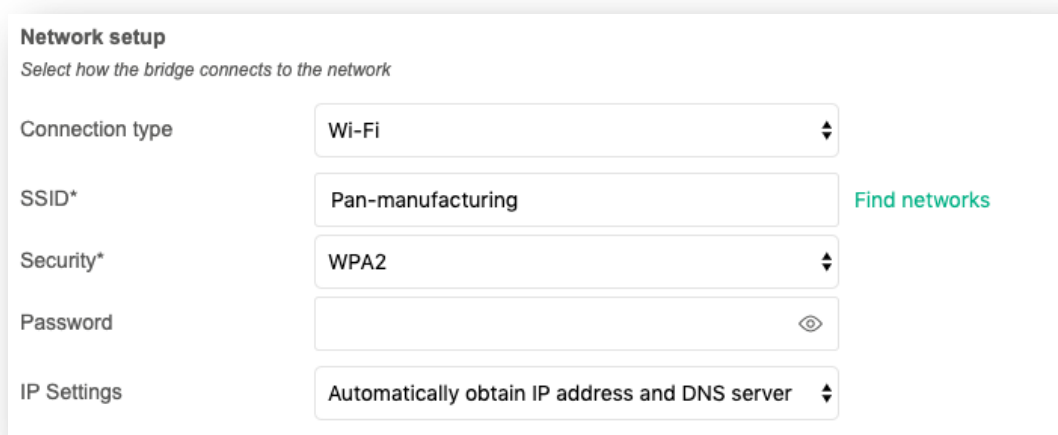 Network setup
Select how the bridge connects to the network
Connection type Wi-Fi
SSID* Pan-manufacturing Find networks
Security* WPA2
Password
IP Settings Automatically obtain IP address and DNS server